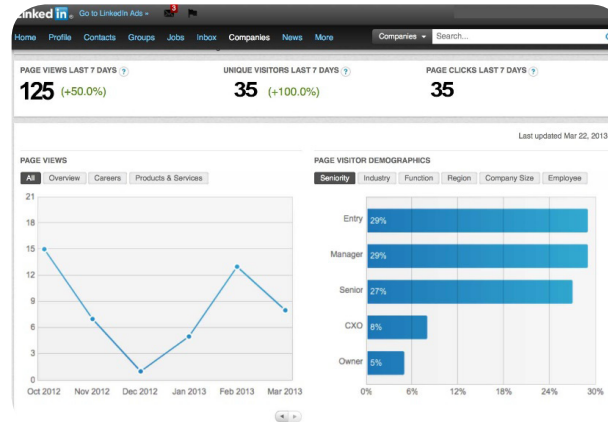 Linked in® Go to LinkedIn Ads » 3
Home Profile Contacts Groups Jobs Inbox Companies News More Companies Search...
PAGE VIEWS LAST 7 DAYS ?
125 (+50.0%)
UNIQUE VISITORS LAST 7 DAYS ?
35 (+100.0%)
PAGE CLICKS LAST 7 DAYS ?
35
Last updated Mar 22, 2013
PAGE VIEWS
All Overview Careers Products & Services
21
18
15
12
9
6
3
0
Oct 2012 Nov 2012 Dec 2012 Jan 2013 Feb 2013 Mar 2013
PAGE VISITOR DEMOGRAPHICS
Seniority Industry Function Region Company Size Employee
Entry 29%
Manager 29%
Senior 27%
CXO 8%
Owner 5%
0% 6% 12% 18% 24% 30%